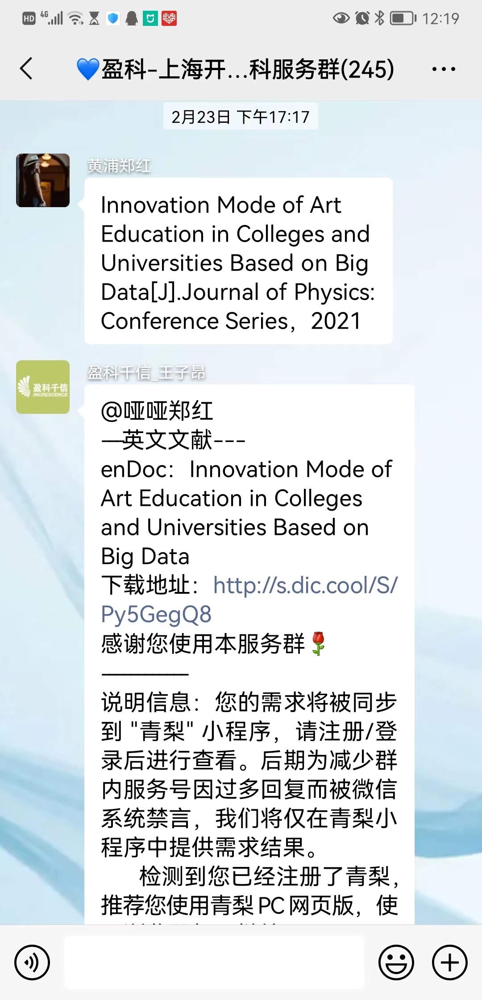 HD 4G 12:19
💙盈科-上海开...科服务群(245)
2月23日 下午17:17
黄浦郑红
Innovation Mode of Art
Education in Colleges and
Universities Based on Big
Data[J].Journal of Physics:
Conference Series，2021
盈科千信_王子昂
盈科千信
INCRESCENCE
@哑哑郑红
---英文文献---
enDoc：Innovation Mode of
Art Education in Colleges
and Universities Based on
Big Data
下载地址：http://s.dic.cool/S/
Py5GegQ8
感谢您使用本服务群🌹
------------
说明信息：您的需求将被同步
到 "青梨" 小程序，请注册/登
录后进行查看。后期为减少群
内服务号因过多回复而被微信
系统禁言，我们将仅在青梨小
程序中提供需求结果。
检测到您已经注册了青梨，
推荐您使用青梨PC网页版，使